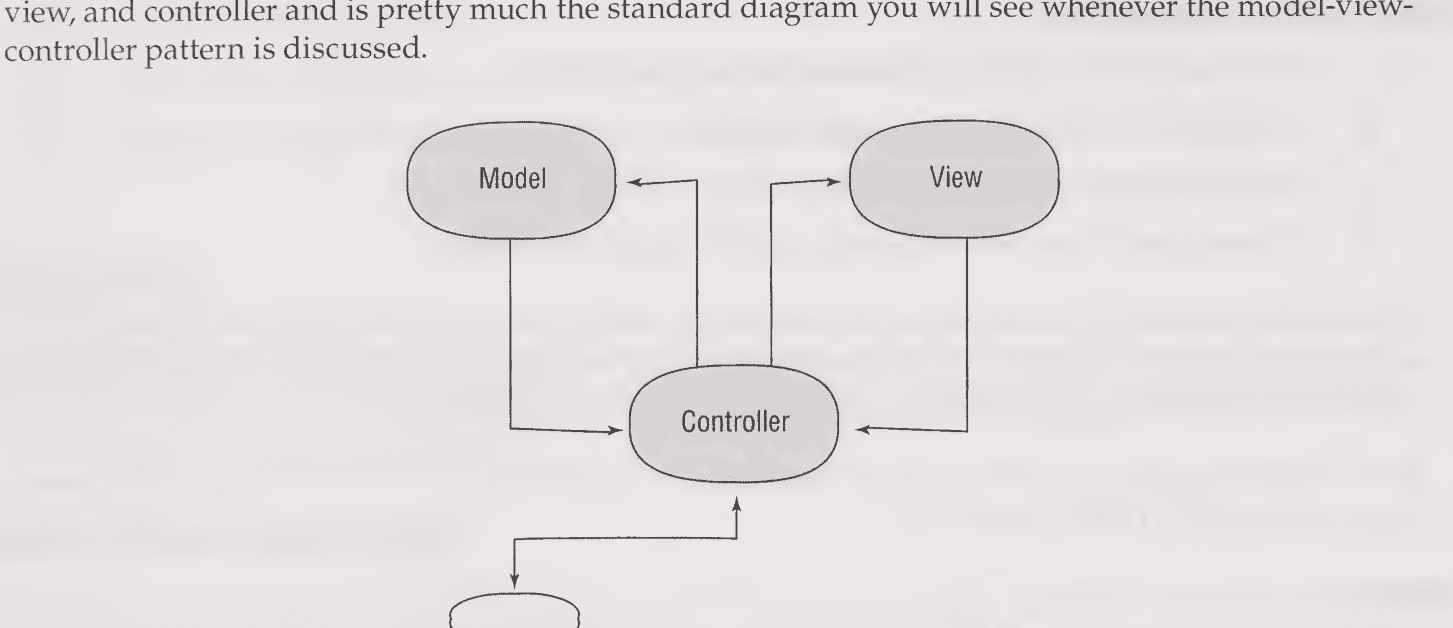 view, and controller and is pretty much the standard diagram you will see whenever the model-view-
controller pattern is discussed.
Model
View
Controller